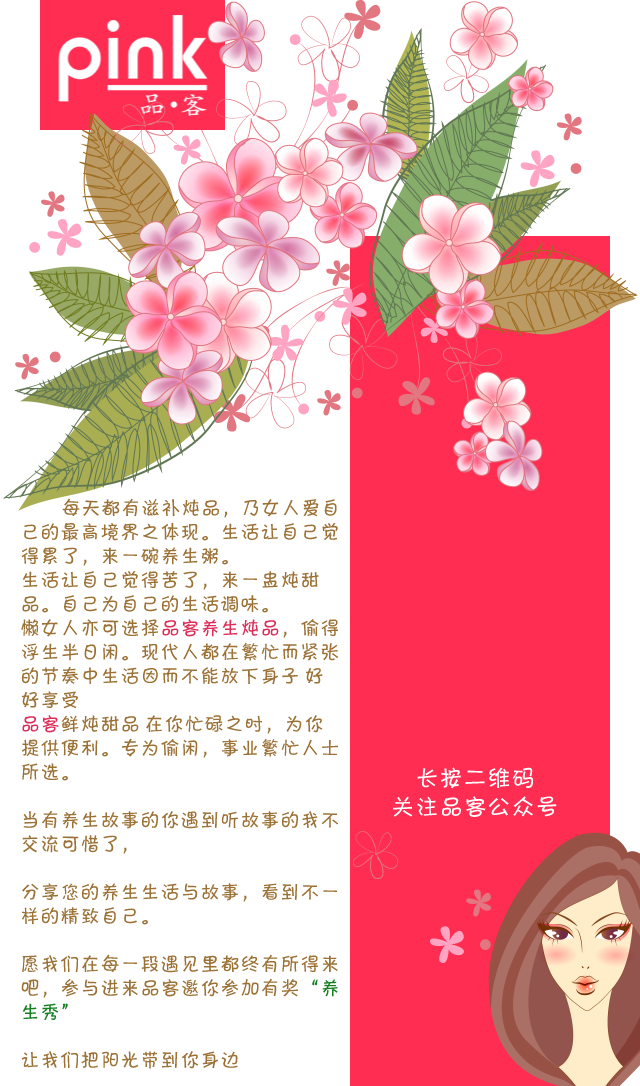 pink
品·客
每天都有滋补炖品，乃女人爱自
己的最高境界之体现。生活让自己觉
得累了，来一碗养生粥。
生活让自己觉得苦了，来一盅炖甜
品。自己为自己的生活调味。
懒女人亦可选择品客养生炖品，偷得
浮生半日闲。现代人都在繁忙而紧张
的节奏中生活因而不能放下身子 好
好享受
品客鲜炖甜品 在你忙碌之时，为你
提供便利。专为偷闲，事业繁忙人士
所选。
当有养生故事的你遇到听故事的我不
交流可惜了，
分享您的养生生活与故事，看到不一
样的精致自己。
愿我们在每一段遇见里都终有所得来
吧，参与进来品客邀你参加有奖“养
生秀”
让我们把阳光带到你身边
长按二维码
关注品客公众号